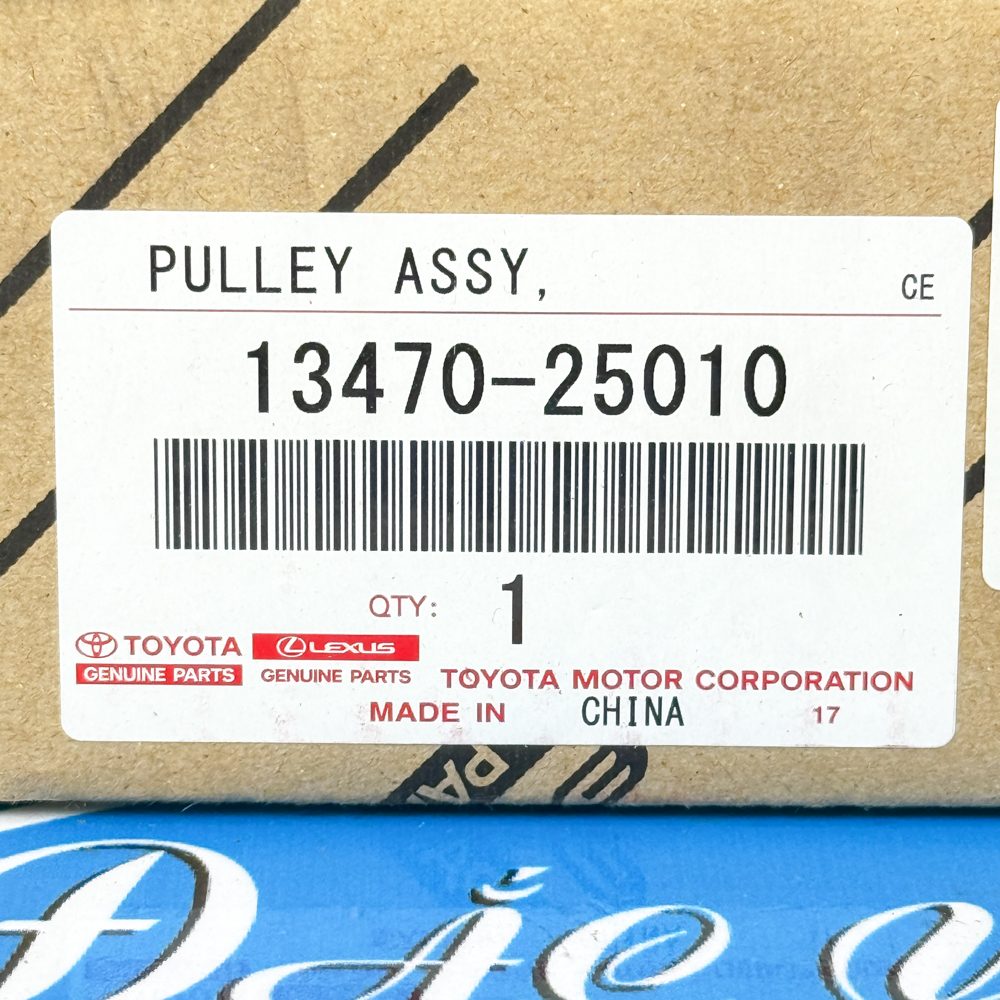 PULLEY ASSY,
CE
13470-25010
QTY: 1
TOYOTA LEXUS
GENUINE PARTS GENUINE PARTS TOYOTA MOTOR CORPORATION
MADE IN CHINA 17
ĐẮC